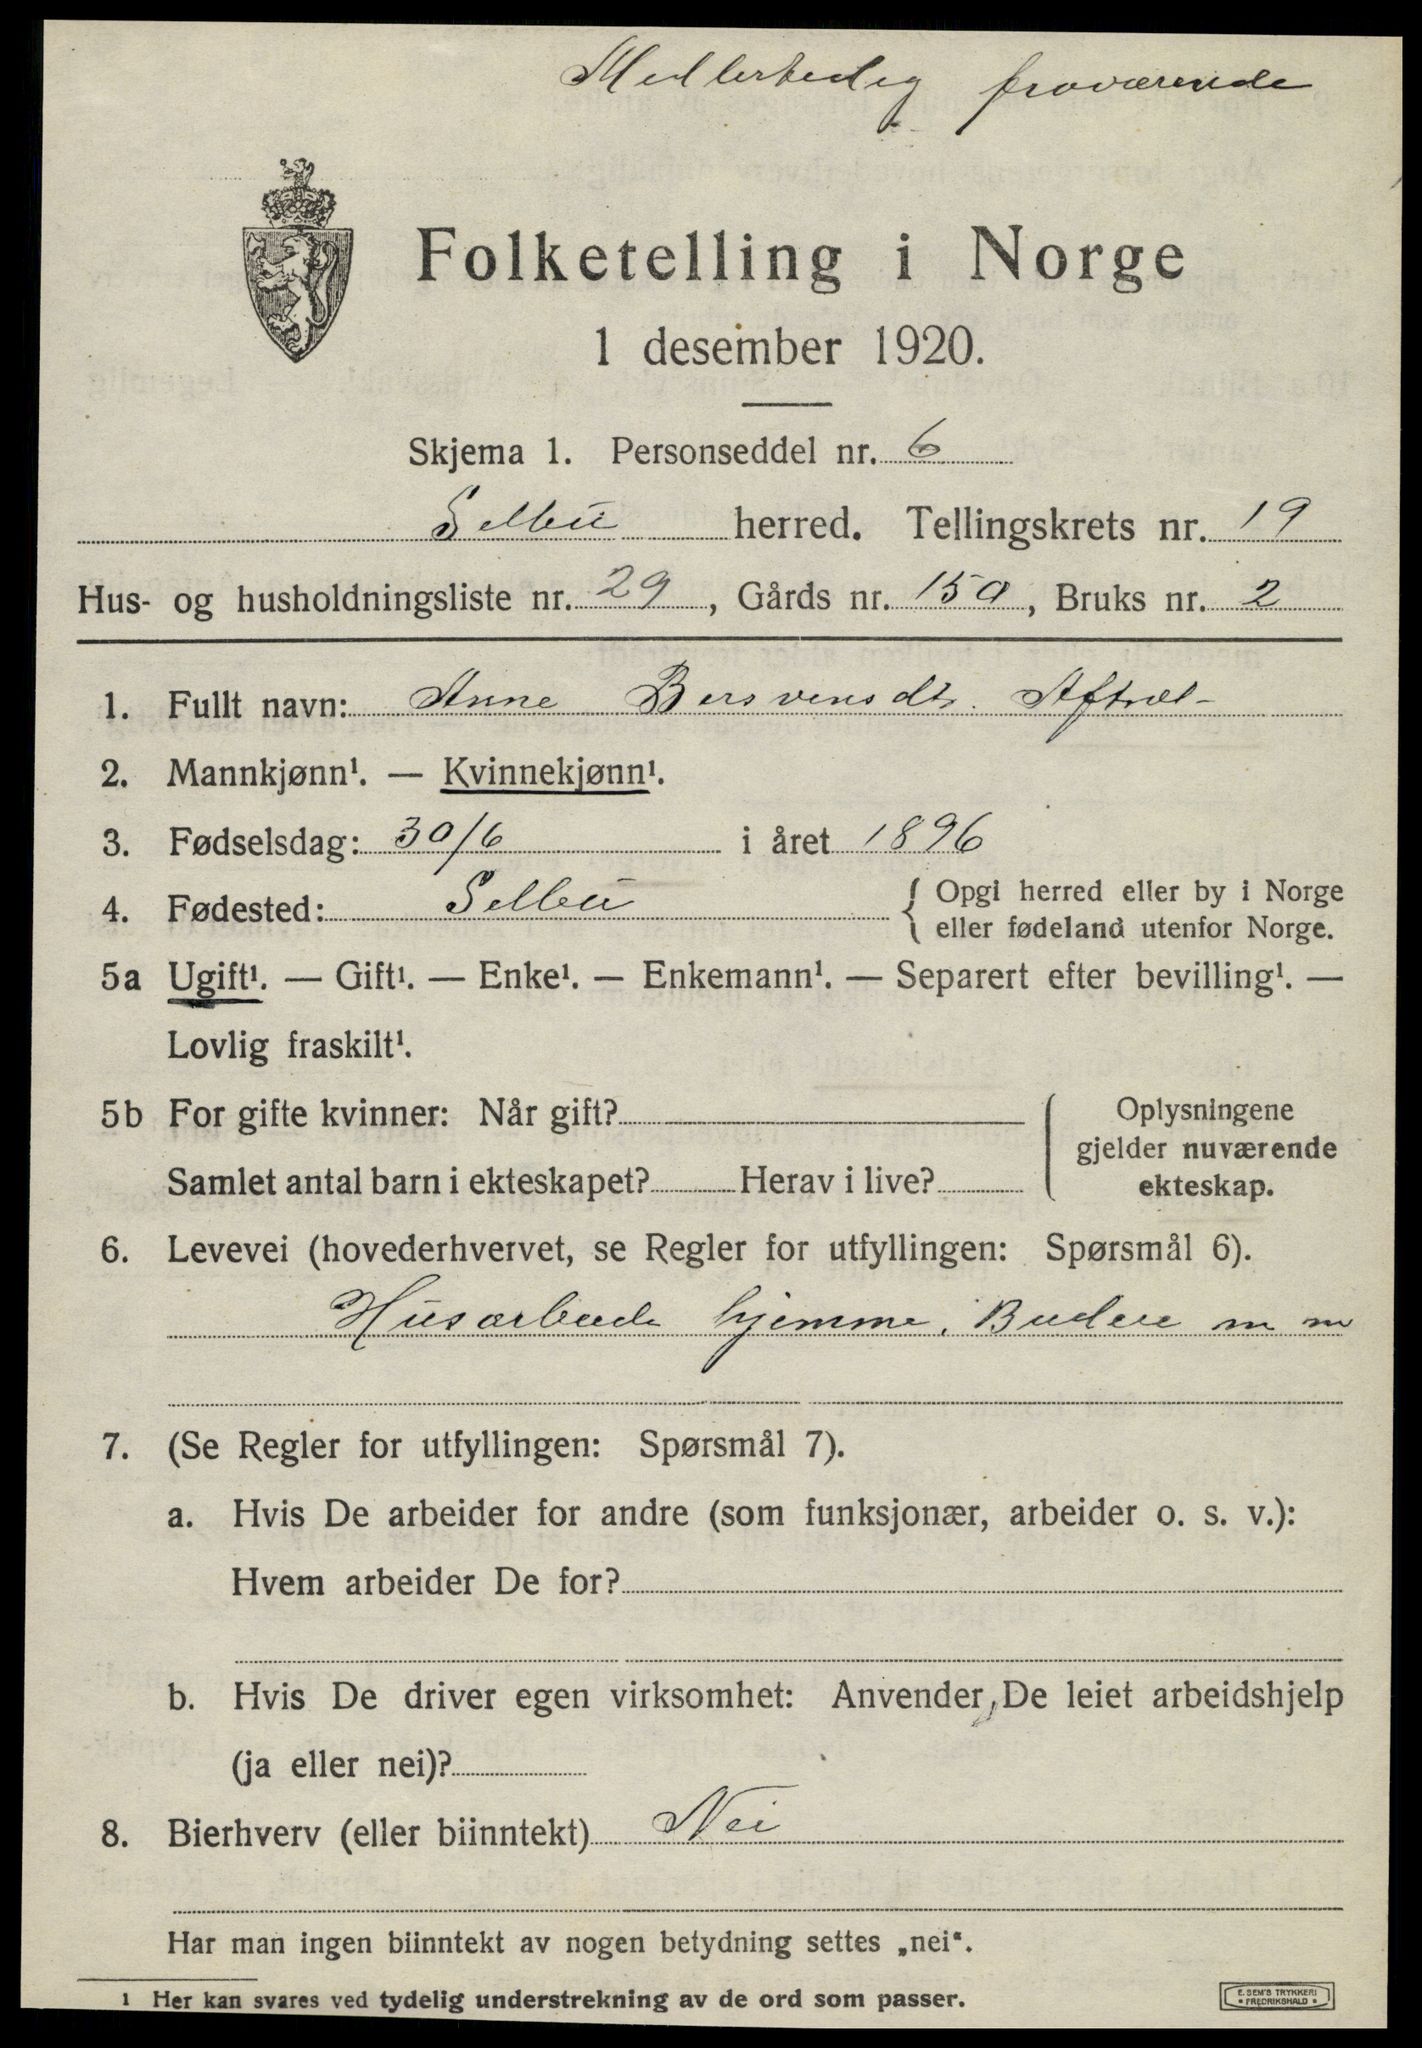 Midlertidig fraværende
Folketelling i Norge
1 desember 1920.
Skjema 1. Personseddel nr. 6
Selbu herred. Tellingskrets nr. 19
Hus- og husholdningsliste nr. 29, Gårds nr. 150, Bruks nr. 2
1. Fullt navn: Anne Bersvensdtr. Aftret
2. Mannkjønn¹. — Kvinnekjønn¹.
3. Fødselsdag: 30/6 i året 1896
4. Fødested: Selbu { Opgi herred eller by i Norge
eller fødeland utenfor Norge.
5a Ugift¹. — Gift¹. — Enke¹. — Enkemann¹. — Separert efter bevilling¹. —
Lovlig fraskilt¹.
5b For gifte kvinner: Når gift?
Samlet antal barn i ekteskapet? Herav i live?
Oplysningene
gjelder nuværende
ekteskap.
6. Levevei (hovederhvervet, se Regler for utfyllingen: Spørsmål 6).
Husarbeide hjemme, Budeie m m
7. (Se Regler for utfyllingen: Spørsmål 7).
a. Hvis De arbeider for andre (som funksjonær, arbeider o. s. v.):
Hvem arbeider De for?
b. Hvis De driver egen virksomhet: Anvender De leiet arbeidshjelp
(ja eller nei)?
8. Bierhverv (eller biinntekt) Nei
Har man ingen biinntekt av nogen betydning settes „nei“.
1 Her kan svares ved tydelig understrekning av de ord som passer.
E. SEM'S TRYKKERI
• FREDRIKSHALD •